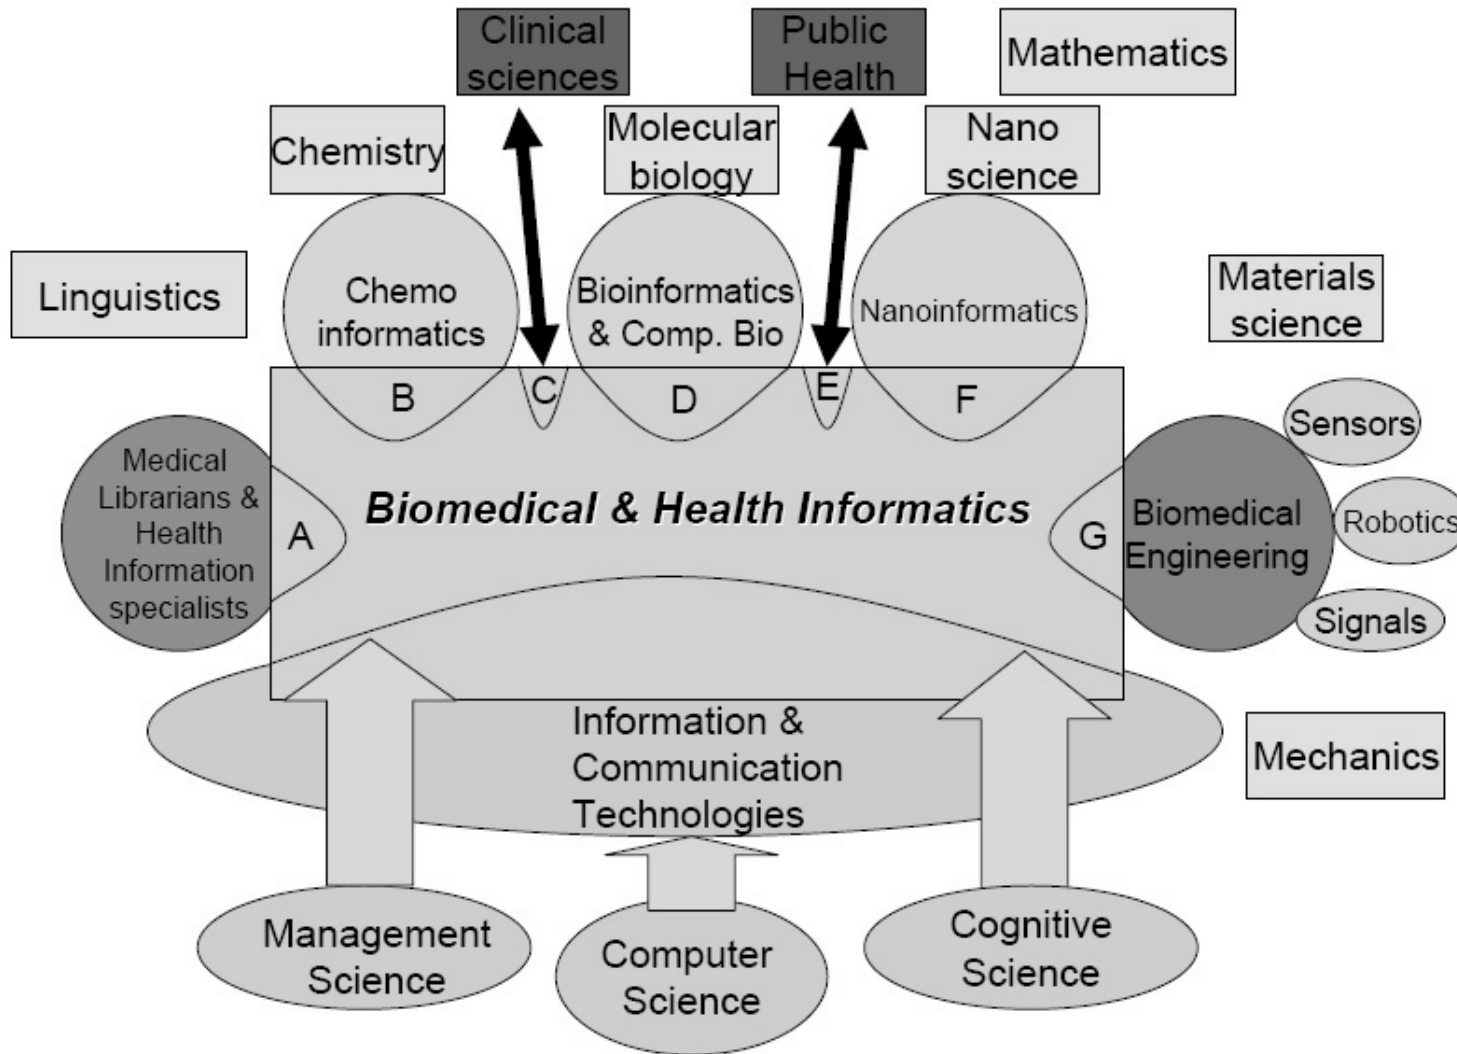 Clinical
sciences
Public
Health
Mathematics
Chemistry
Molecular
biology
Nano
science
Linguistics
Chemo
informatics
Bioinformatics
& Comp. Bio
Nanoinformatics
Materials
science
B
C
D
E
F
Sensors
Medical
Librarians &
Health
Information
specialists
A
Biomedical & Health Informatics
G
Biomedical
Engineering
Robotics
Signals
Information &
Communication
Technologies
Mechanics
Management
Science
Computer
Science
Cognitive
Science